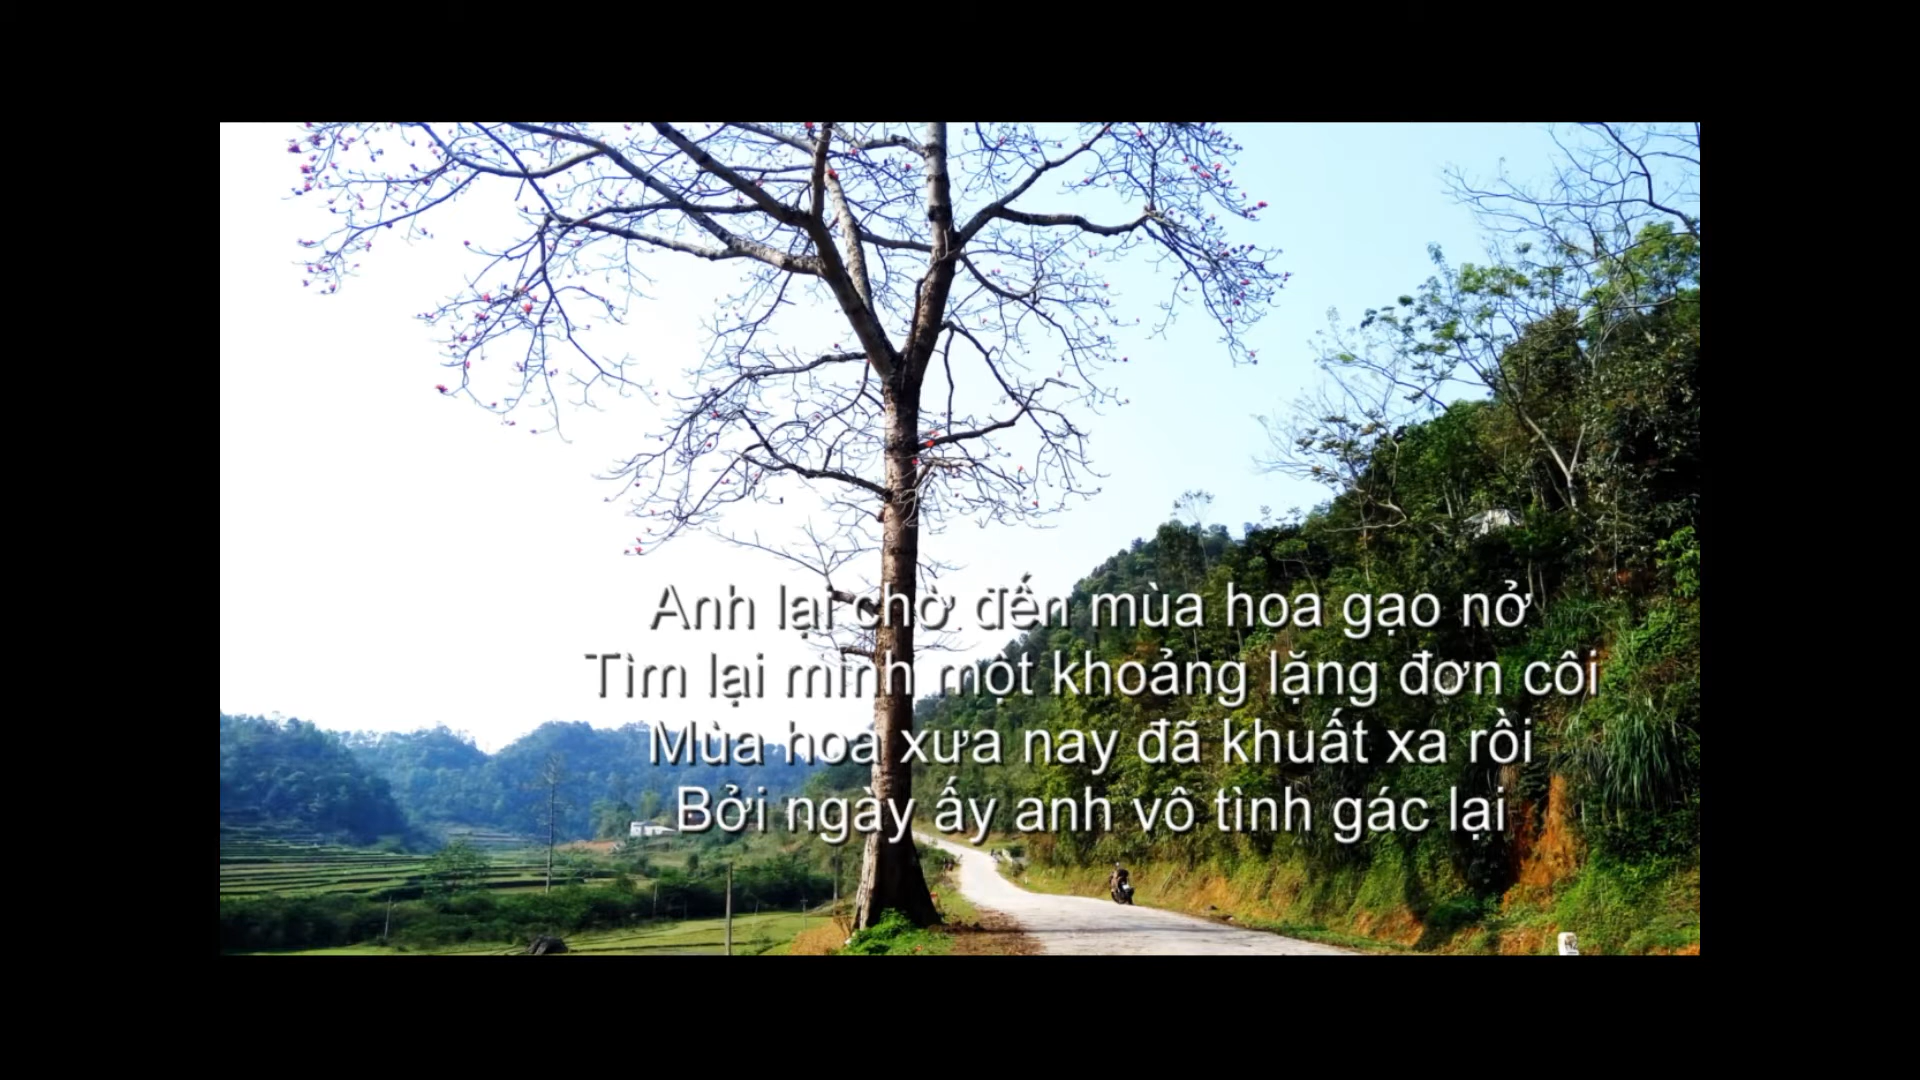 Anh lại chờ đến mùa hoa gạo nở
Tìm lại mình một khoảng lặng đơn côi
Mùa hoa xưa nay đã khuất xa rồi
Bởi ngày ấy anh vô tình gác lại